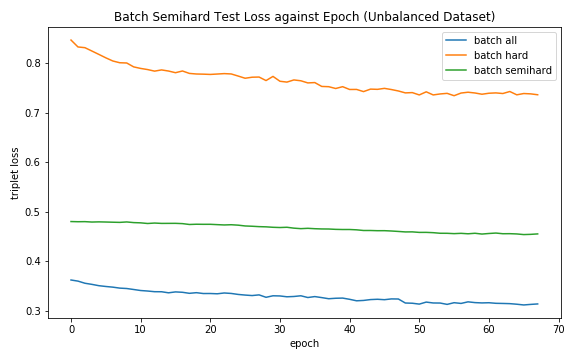 Batch Semihard Test Loss against Epoch (Unbalanced Dataset)
batch all
batch hard
batch semihard
triplet loss
0.8
0.7
0.6
0.5
0.4
0.3
0 10 20 30 40 50 60 70
epoch